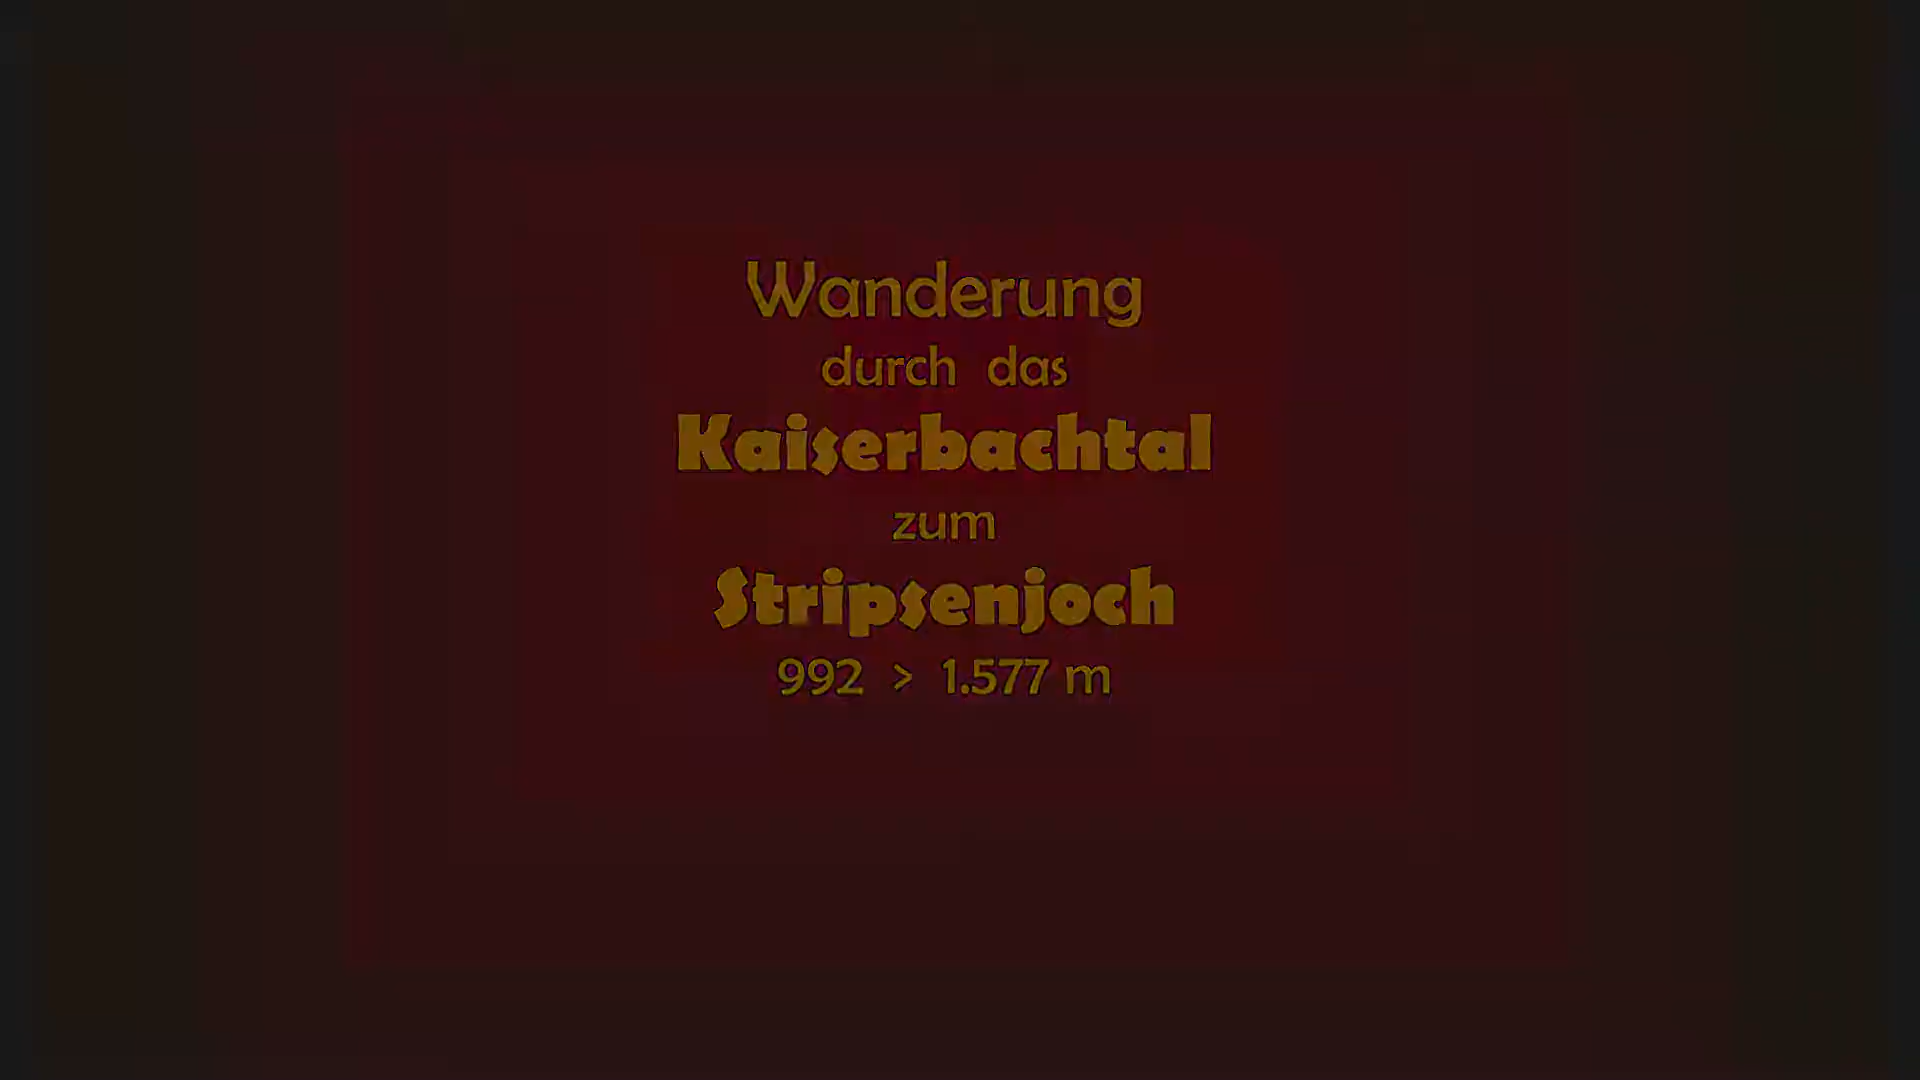 Wanderung
durch das
Kaiserbachtal
zum
Stripsenjoch
992 > 1.577 m